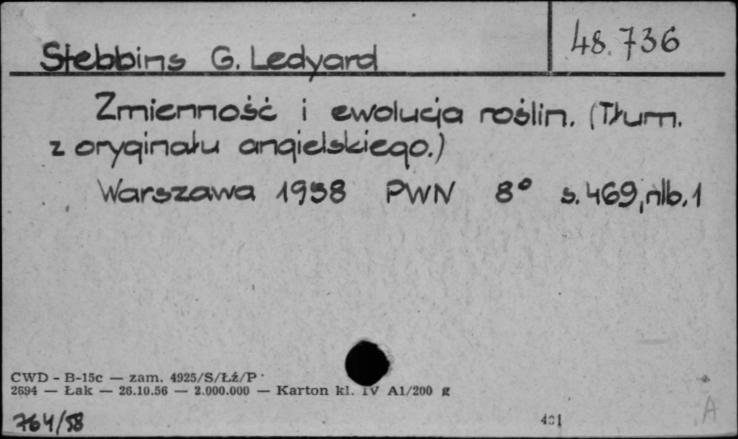 48.736
Stebbins G. Ledyard
Zmienność i ewolucja roślin. (Tłum.
z oryginału angielskiego.)
Warszawa 1958 PWN 8° s. 469, nlb. 1
CWD - B-15c — zam. 4925/S/Łź/P
2694 — Łak — 26.10.56 — 2.000.000 — Karton kl. IV A1/200 g
764/58
A